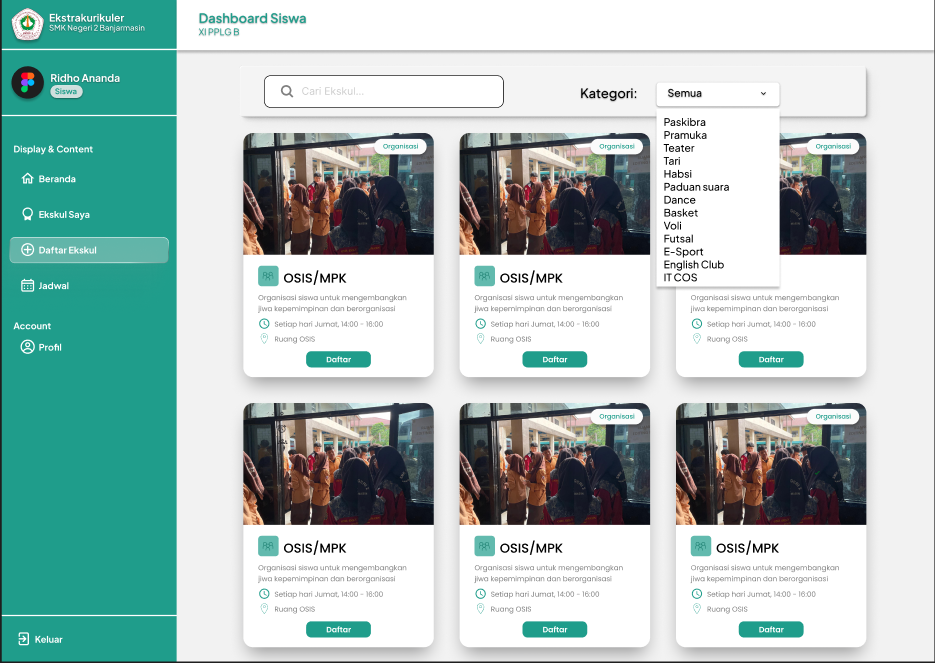 Ekstrakurikuler
SMK Negeri 2 Banjarmasin
Dashboard Siswa
XI PPLG B
Ridho Ananda
Siswa
Display & Content
Beranda
Ekskul Saya
Daftar Ekskul
Jadwal
Account
Profil
Keluar
Cari Ekskul...
Kategori:
Semua
Paskibra
Pramuka
Teater
Tari
Habsi
Paduan suara
Dance
Basket
Voli
Futsal
E-Sport
English Club
IT COS
Organisasi
OSIS/MPK
Organisasi siswa untuk mengembangkan
jiwa kepemimpinan dan berorganisasi
Setiap hari Jumat, 14:00 - 16:00
Ruang OSIS
Daftar
Organisasi
OSIS/MPK
Organisasi siswa untuk mengembangkan
jiwa kepemimpinan dan berorganisasi
Setiap hari Jumat, 14:00 - 16:00
Ruang OSIS
Daftar
Organisasi
Organisasi siswa untuk mengembangkan
jiwa kepemimpinan dan berorganisasi
Setiap hari Jumat, 14:00 - 16:00
Ruang OSIS
Daftar
OSIS/MPK
Organisasi siswa untuk mengembangkan
jiwa kepemimpinan dan berorganisasi
Setiap hari Jumat, 14:00 - 16:00
Ruang OSIS
Daftar
Organisasi
OSIS/MPK
Organisasi siswa untuk mengembangkan
jiwa kepemimpinan dan berorganisasi
Setiap hari Jumat, 14:00 - 16:00
Ruang OSIS
Daftar
Organisasi
OSIS/MPK
Organisasi siswa untuk mengembangkan
jiwa kepemimpinan dan berorganisasi
Setiap hari Jumat, 14:00 - 16:00
Ruang OSIS
Daftar